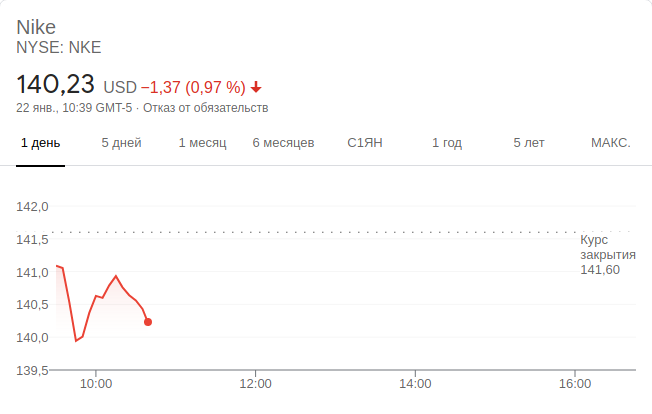 Nike
NYSE: NKE
140,23 USD −1,37 (0,97 %)
22 янв., 10:39 GMT-5 · Отказ от обязательств
1 день 5 дней 1 месяц 6 месяцев С1ЯН 1 год 5 лет МАКС.
142,0
141,5
Курс
закрытия
141,60
141,0
140,5
140,0
139,5
10:00 12:00 14:00 16:00